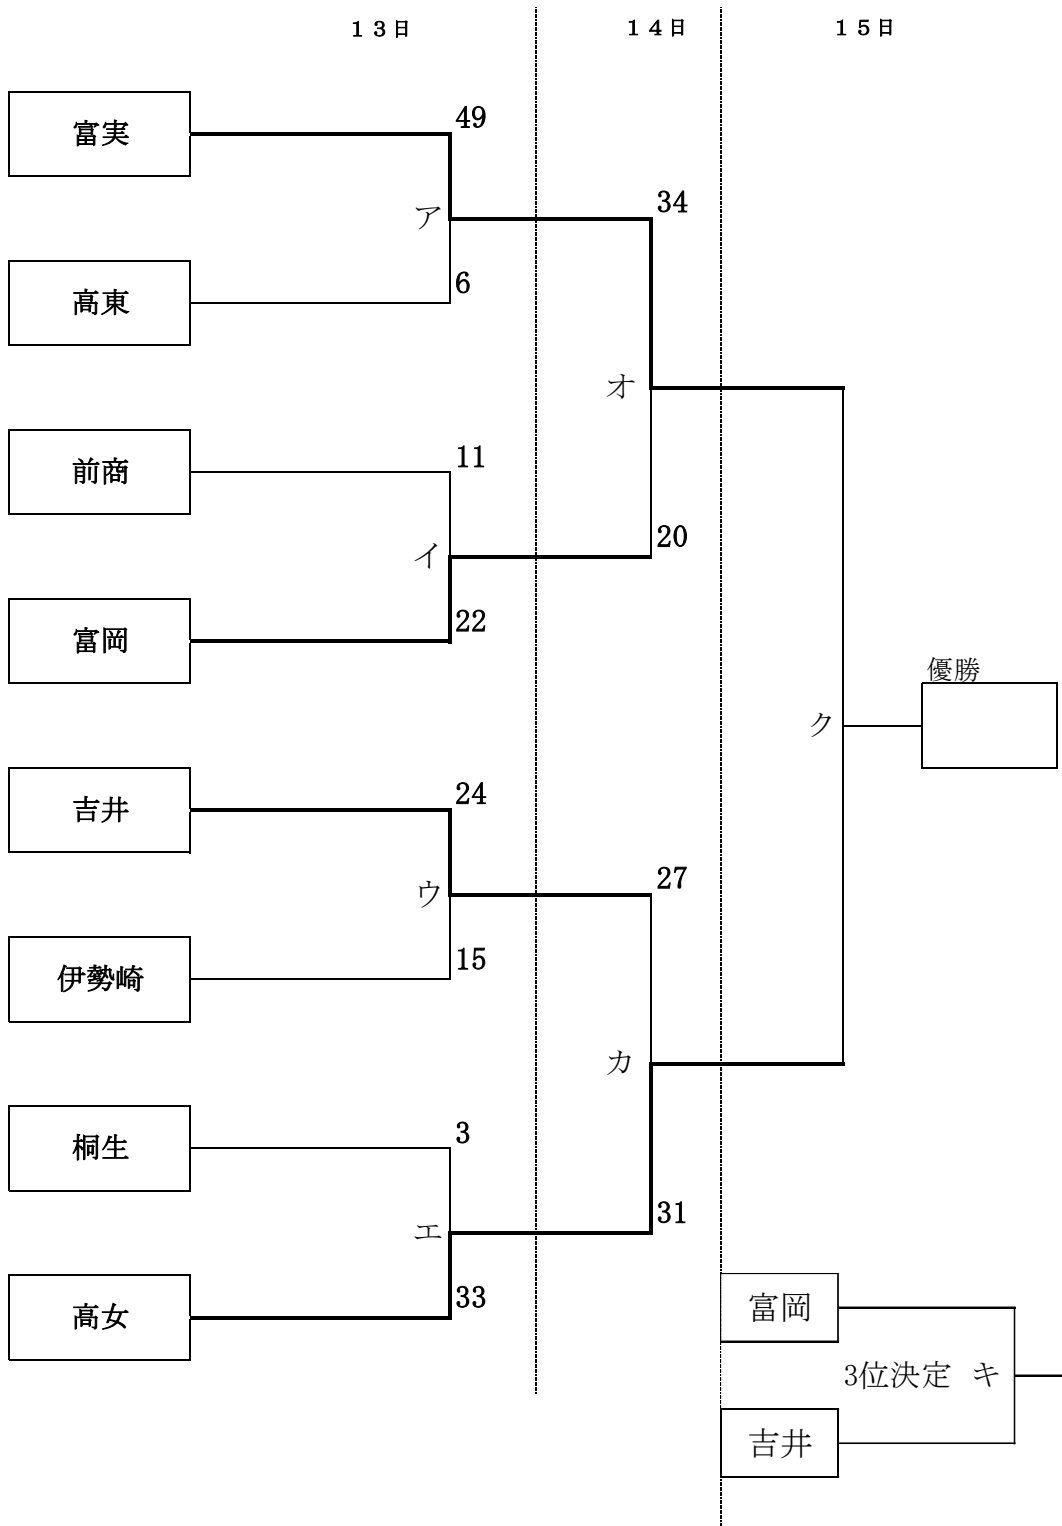 １３日 １４日 １５日
49
富実
34
ア
6
高東
オ
11
前商
20
イ
22
富岡
優勝
ク
24
吉井
27
ウ
15
伊勢崎
カ
3
桐生
31
エ
33
高女
富岡
3位決定 キ
吉井